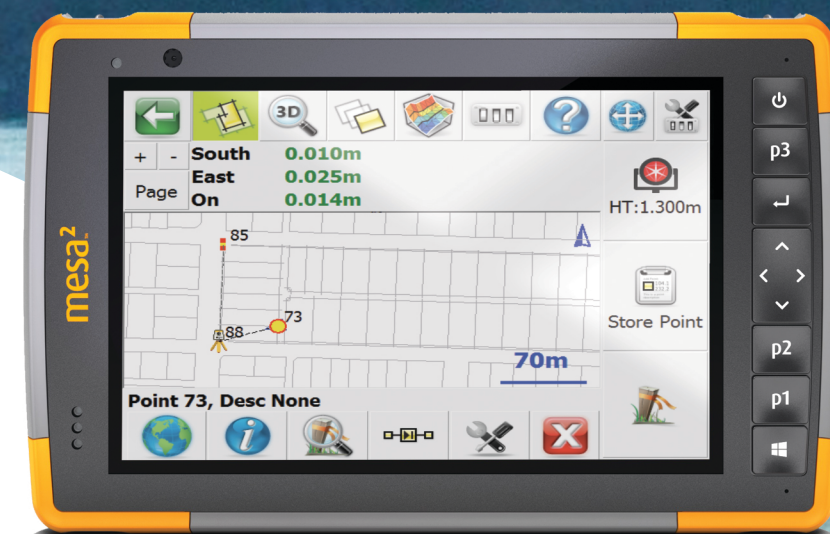 mesa²™
3D
+ -
Page
South 0.010m
East 0.025m
On 0.014m
HT:1.300m
85
88
73
70m
Store Point
Point 73, Desc None
p3
p2
p1